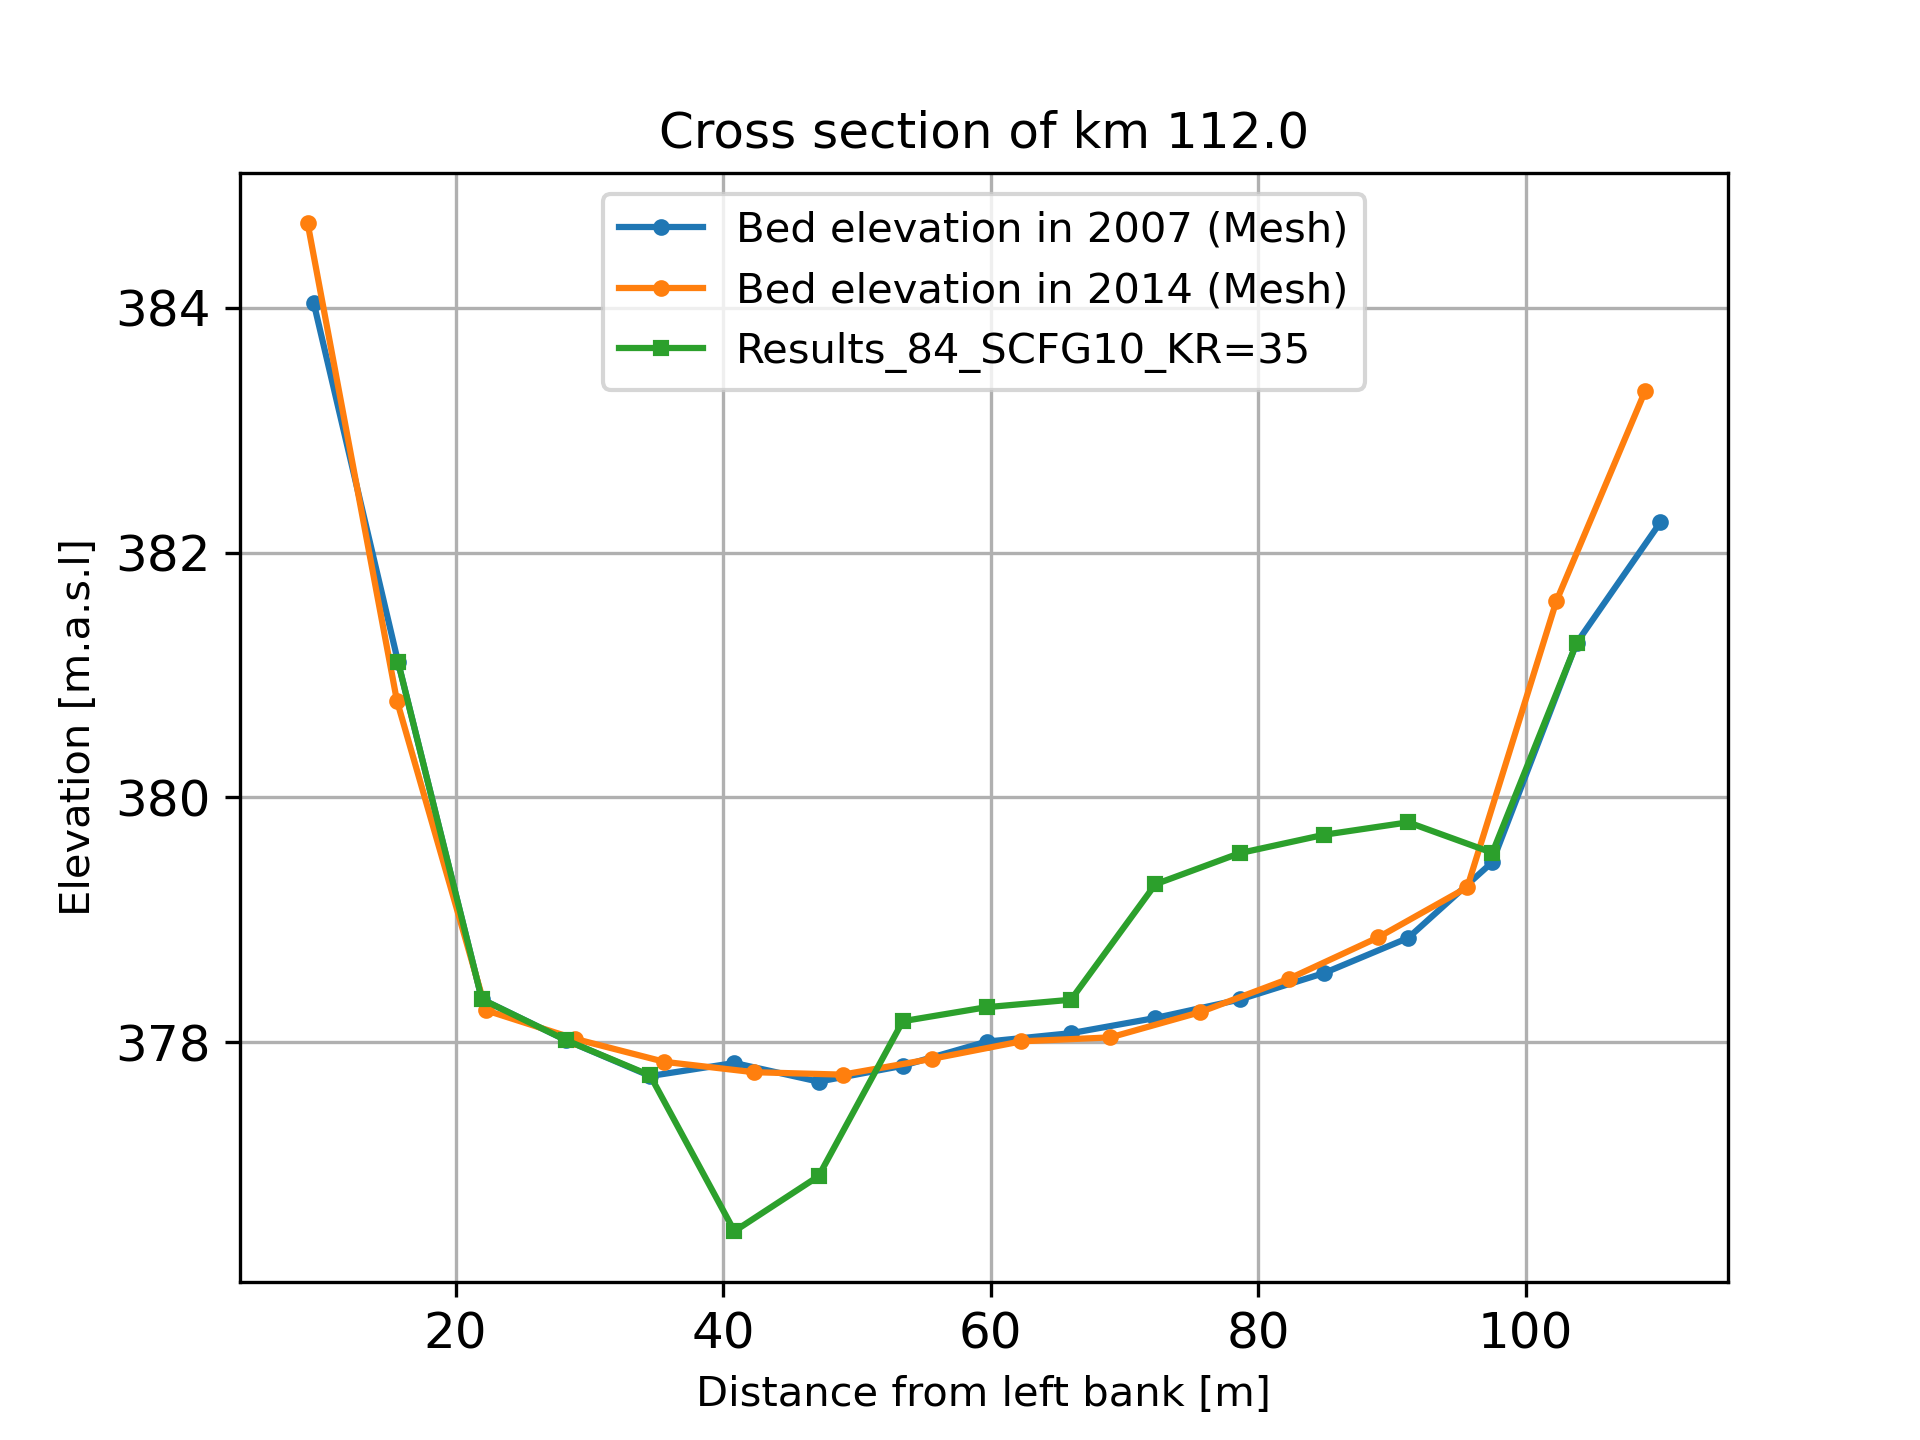 Cross section of km 112.0
Bed elevation in 2007 (Mesh)
Bed elevation in 2014 (Mesh)
Results_84_SCFG10_KR=35
384
382
380
378
Elevation [m.a.s.l]
20 40 60 80 100
Distance from left bank [m]